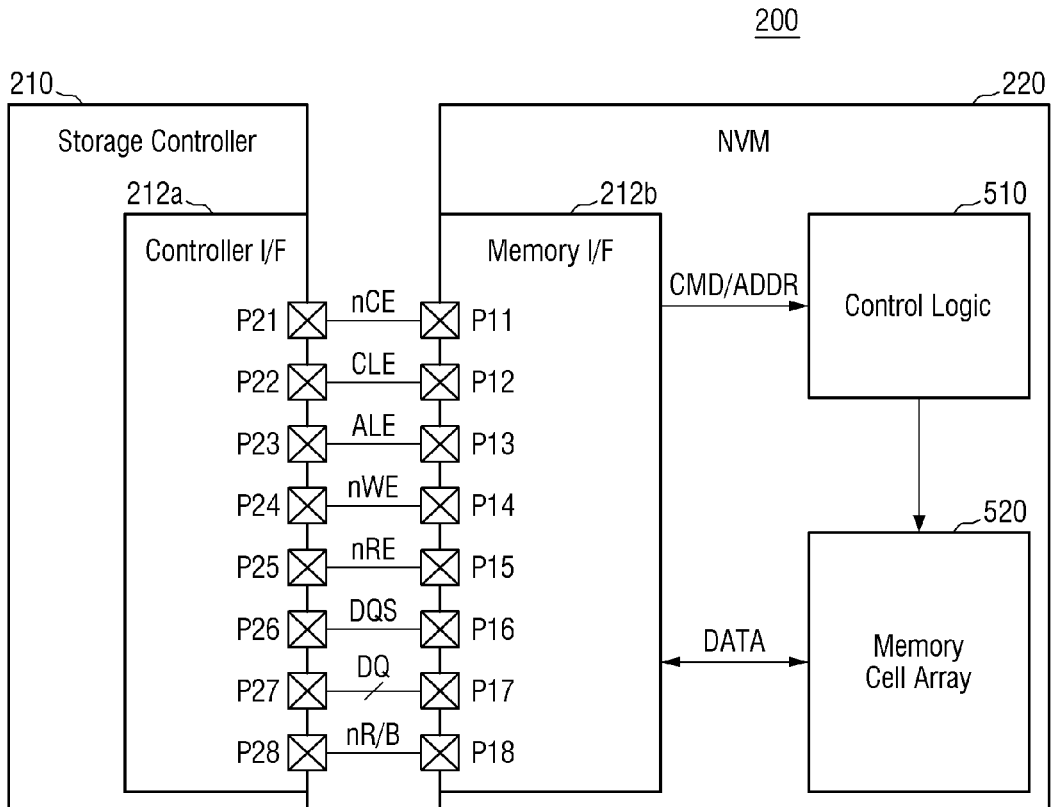 200
210
220
Storage Controller
NVM
212a
212b
510
Controller I/F
Memory I/F
Control Logic
CMD/ADDR
P21 nCE P11
P22 CLE P12
P23 ALE P13
P24 nWE P14
P25 nRE P15
P26 DQS P16
P27 DQ P17
P28 nR/B P18
520
DATA
Memory
Cell Array